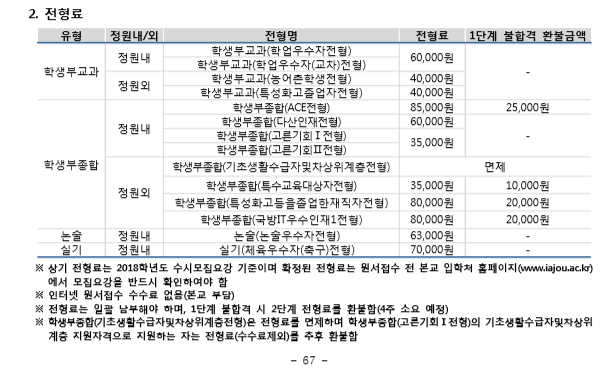 2. 전형료
유형 정원내/외 전형명 전형료 1단계 불합격 환불금액
학생부교과 정원내 학생부교과(학업우수자전형) 60,000원 -
학생부교과(학업우수자(교차)전형)
정원외 학생부교과(농어촌학생전형) 40,000원
학생부교과(특성화고졸업자전형) 40,000원
학생부종합 정원내 학생부종합(ACE전형) 85,000원 25,000원
학생부종합(다산인재전형) 60,000원 -
학생부종합(고른기회Ⅰ전형) 35,000원
학생부종합(고른기회Ⅱ전형)
정원외 학생부종합(기초생활수급자및차상위계층전형) 면제
학생부종합(특수교육대상자전형) 35,000원 10,000원
학생부종합(특성화고등을졸업한재직자전형) 80,000원 20,000원
학생부종합(국방IT우수인재1전형) 80,000원 20,000원
논술 정원내 논술(논술우수자전형) 63,000원 -
실기 정원내 실기(체육우수자(축구)전형) 70,000원 -
※ 상기 전형료는 2018학년도 수시모집요강 기준이며 확정된 전형료는 원서접수 전 본교 입학처 홈페이지(www.iajou.ac.kr)
에서 모집요강을 반드시 확인하여야 함
※ 인터넷 원서접수 수수료 없음(본교 부담)
※ 전형료는 일괄 납부해야 하며, 1단계 불합격 시 2단계 전형료를 환불함(4주 소요 예정)
※ 학생부종합(기초생활수급자및차상위계층전형)은 전형료를 면제하며 학생부종합(고른기회Ⅰ전형)의 기초생활수급자및차상위
계층 지원자격으로 지원하는 자는 전형료(수수료제외)를 추후 환불함
- 67 -